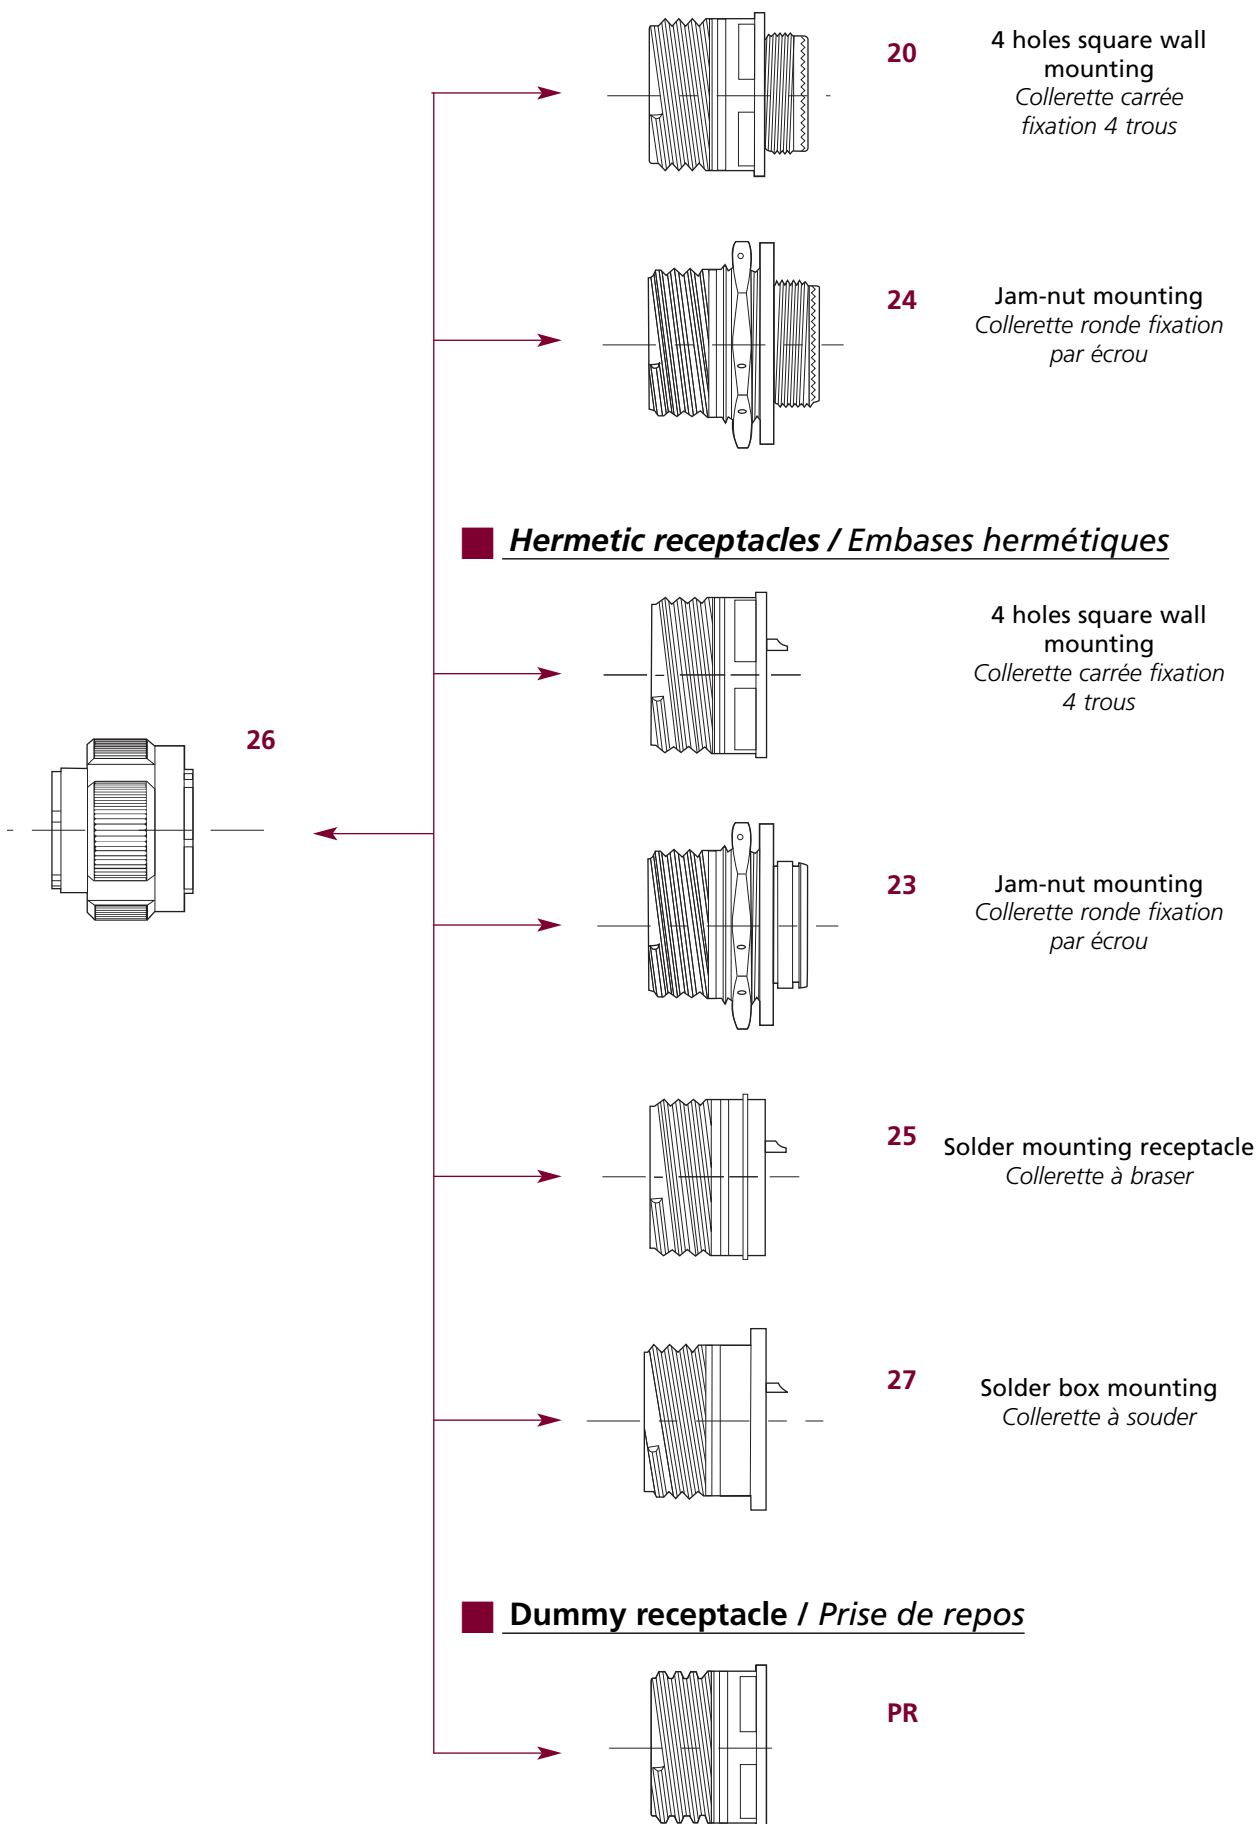 20
4 holes square wall
mounting
Collerette carrée
fixation 4 trous
24
Jam-nut mounting
Collerette ronde fixation
par écrou
Hermetic receptacles / Embases hermétiques
4 holes square wall
mounting
Collerette carrée fixation
4 trous
26
23
Jam-nut mounting
Collerette ronde fixation
par écrou
25
Solder mounting receptacle
Collerette à braser
27
Solder box mounting
Collerette à souder
Dummy receptacle / Prise de repos
PR